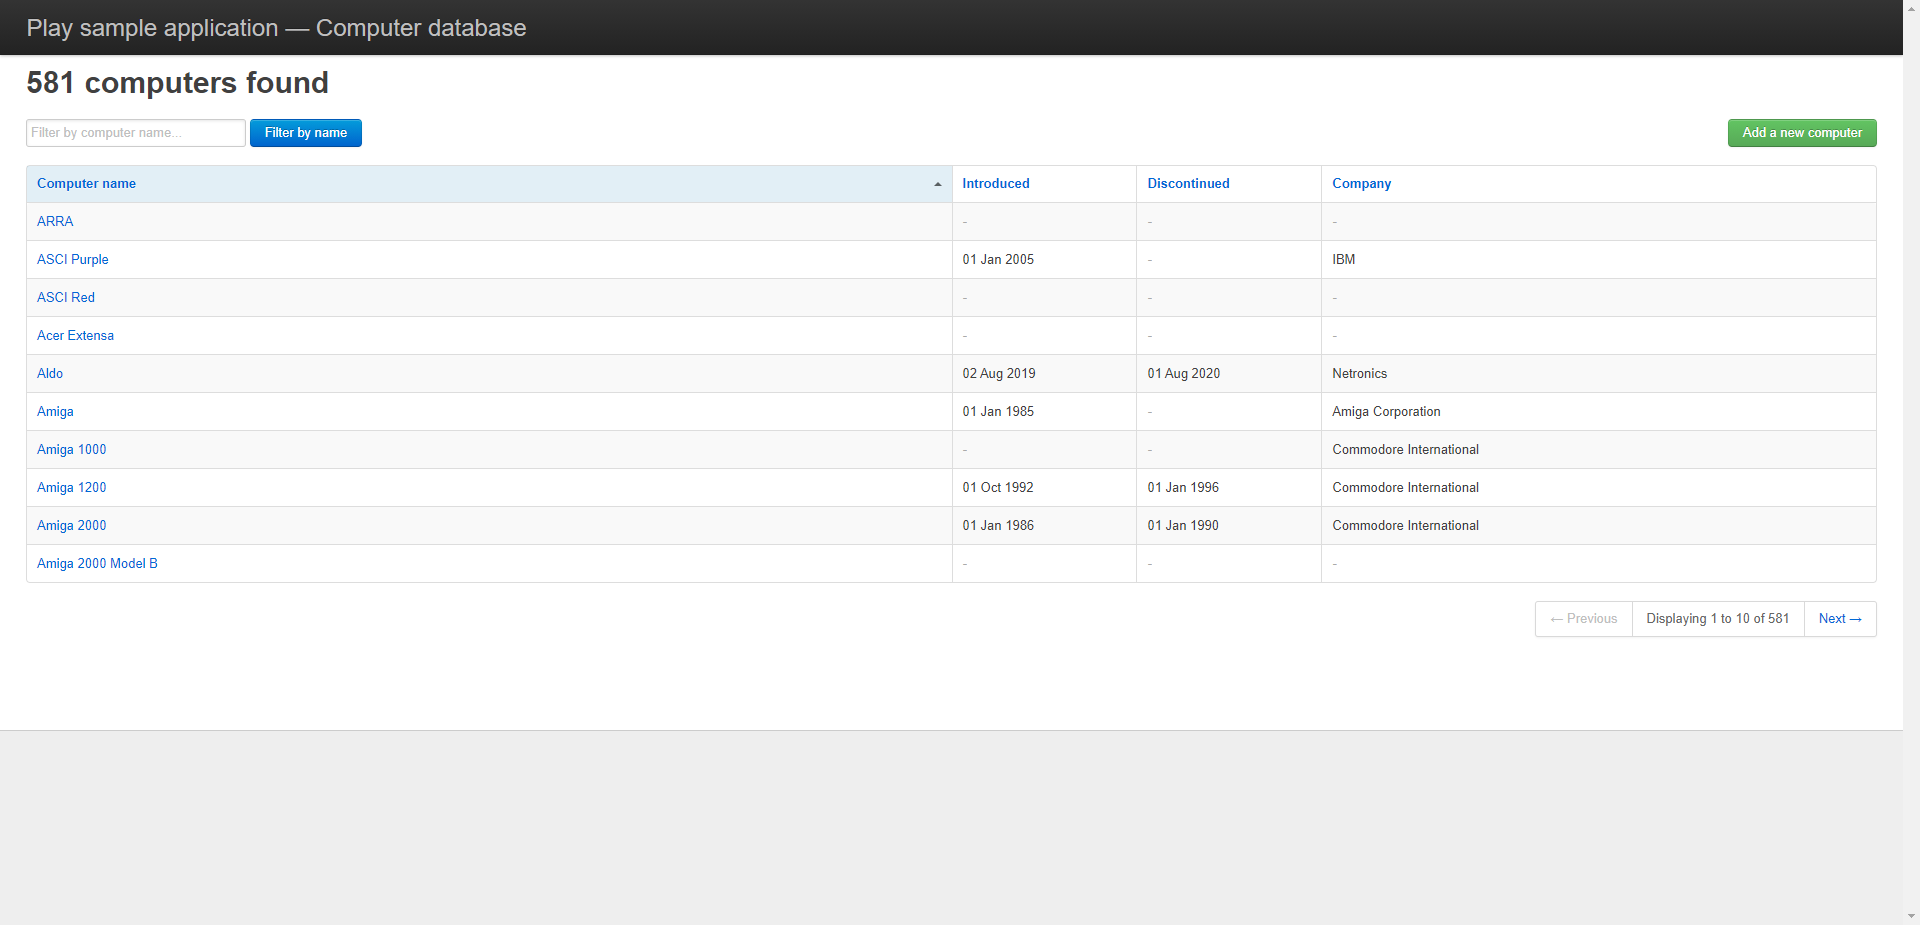 Play sample application — Computer database
581 computers found
Filter by computer name... Filter by name Add a new computer
Computer name Introduced Discontinued Company
ARRA - - -
ASCI Purple 01 Jan 2005 - IBM
ASCI Red - - -
Acer Extensa - - -
Aldo 02 Aug 2019 01 Aug 2020 Netronics
Amiga 01 Jan 1985 - Amiga Corporation
Amiga 1000 - - Commodore International
Amiga 1200 01 Oct 1992 01 Jan 1996 Commodore International
Amiga 2000 01 Jan 1986 01 Jan 1990 Commodore International
Amiga 2000 Model B - - -
← Previous Displaying 1 to 10 of 581 Next →